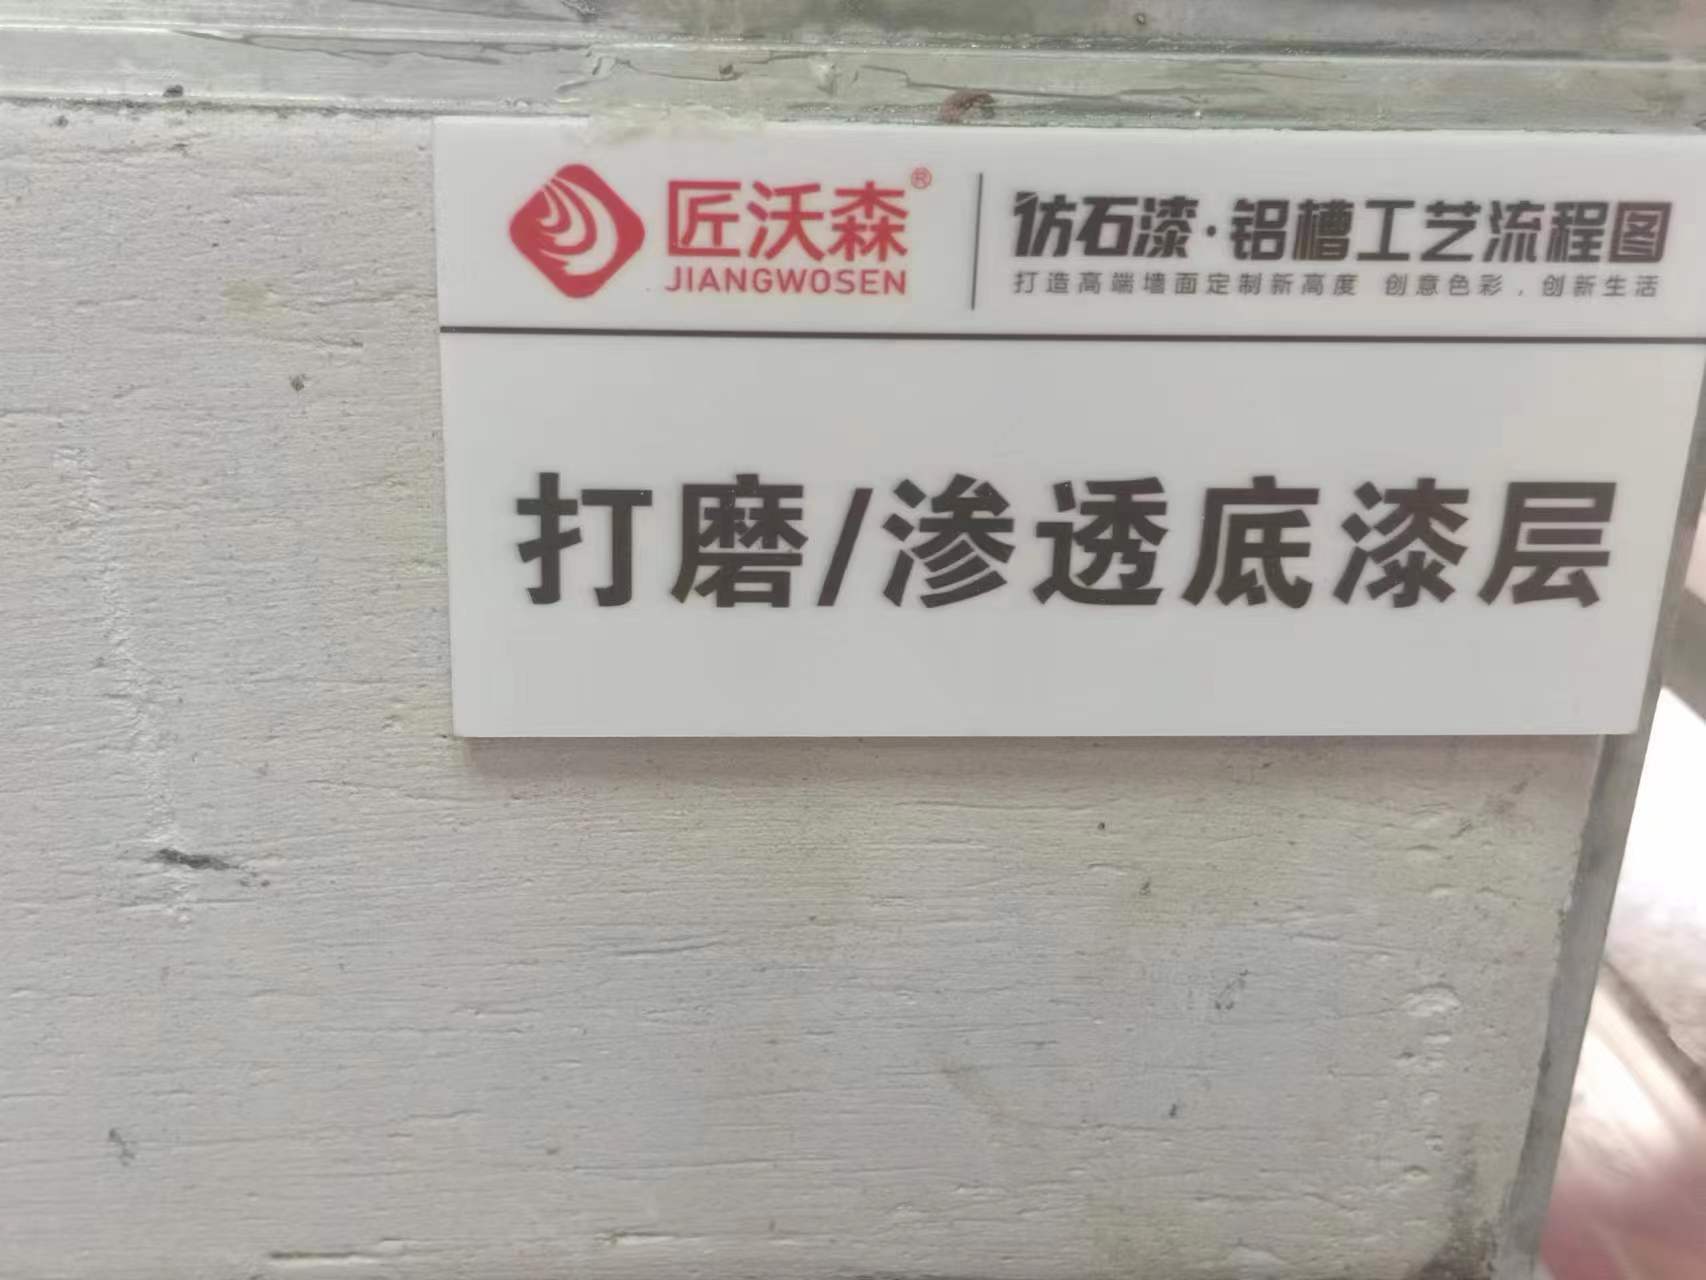 匠沃森®
JIANGWOSEN
仿石漆·铝槽工艺流程图
打造高端墙面定制新高度 创意色彩，创新生活
打磨/渗透底漆层